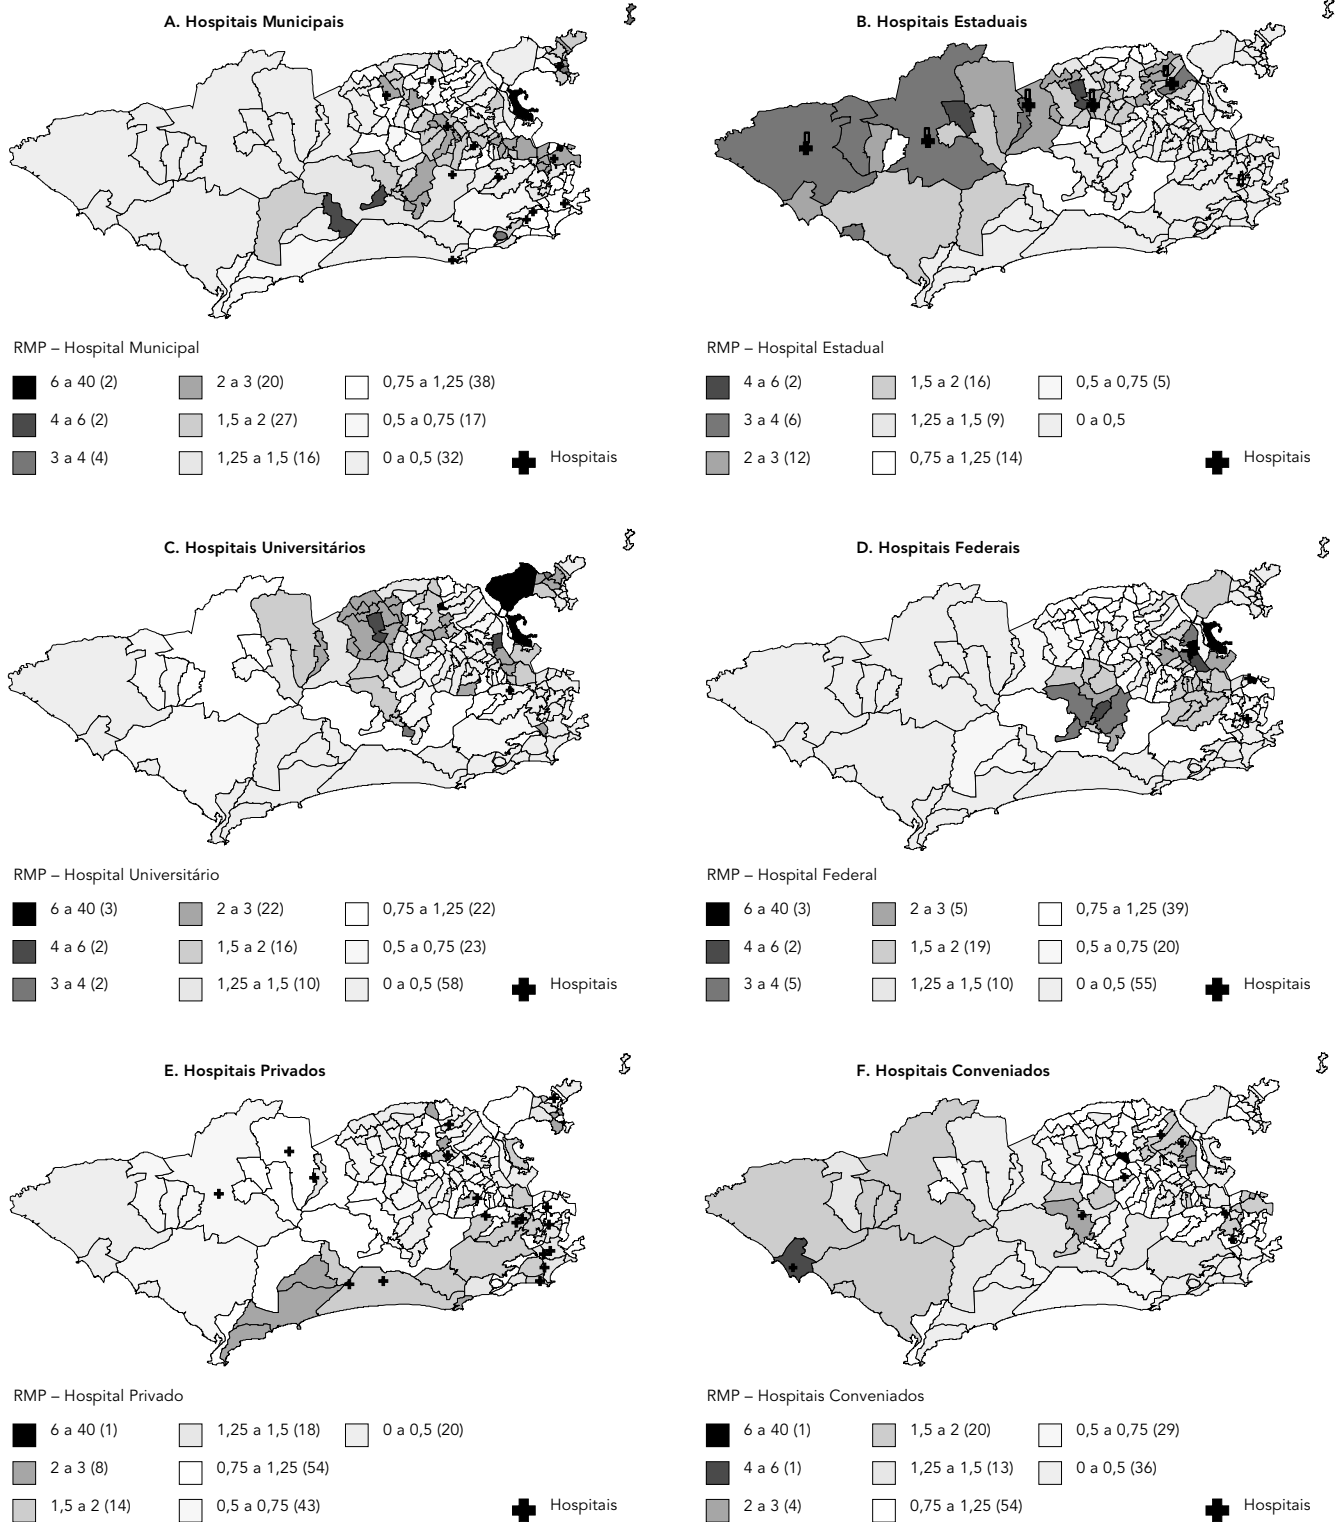 A. Hospitais Municipais
RMP – Hospital Municipal
6 a 40 (2)
2 a 3 (20)
0,75 a 1,25 (38)
4 a 6 (2)
1,5 a 2 (27)
0,5 a 0,75 (17)
3 a 4 (4)
1,25 a 1,5 (16)
0 a 0,5 (32)
Hospitais
B. Hospitais Estaduais
RMP – Hospital Estadual
4 a 6 (2)
1,5 a 2 (16)
0,5 a 0,75 (5)
3 a 4 (6)
1,25 a 1,5 (9)
0 a 0,5
2 a 3 (12)
0,75 a 1,25 (14)
Hospitais
C. Hospitais Universitários
RMP – Hospital Universitário
6 a 40 (3)
2 a 3 (22)
0,75 a 1,25 (22)
4 a 6 (2)
1,5 a 2 (16)
0,5 a 0,75 (23)
3 a 4 (2)
1,25 a 1,5 (10)
0 a 0,5 (58)
Hospitais
D. Hospitais Federais
RMP – Hospital Federal
6 a 40 (3)
2 a 3 (5)
0,75 a 1,25 (39)
4 a 6 (2)
1,5 a 2 (19)
0,5 a 0,75 (20)
3 a 4 (5)
1,25 a 1,5 (10)
0 a 0,5 (55)
Hospitais
E. Hospitais Privados
RMP – Hospital Privado
6 a 40 (1)
1,25 a 1,5 (18)
0 a 0,5 (20)
2 a 3 (8)
0,75 a 1,25 (54)
1,5 a 2 (14)
0,5 a 0,75 (43)
Hospitais
F. Hospitais Conveniados
RMP – Hospitais Conveniados
6 a 40 (1)
1,5 a 2 (20)
0,5 a 0,75 (29)
4 a 6 (1)
1,25 a 1,5 (13)
0 a 0,5 (36)
2 a 3 (4)
0,75 a 1,25 (54)
Hospitais